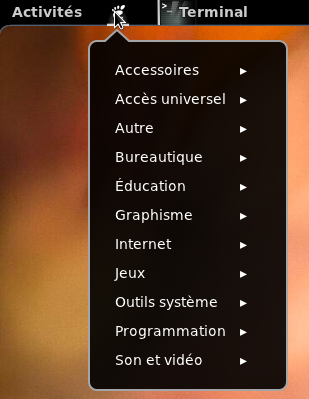 Activités Terminal
Accessoires
Accès universel
Autre
Bureautique
Éducation
Graphisme
Internet
Jeux
Outils système
Programmation
Son et vidéo